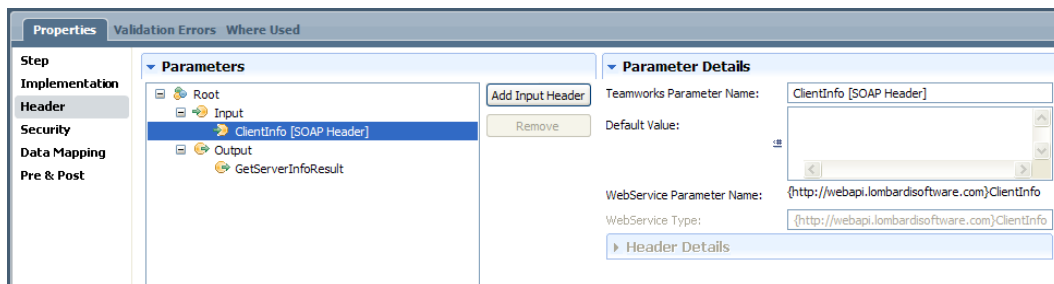 Properties Validation Errors Where Used
Step
Implementation
Header
Security
Data Mapping
Pre & Post
Parameters
Root
Input
ClientInfo [SOAP Header]
Output
GetServerInfoResult
Add Input Header
Remove
Parameter Details
Teamworks Parameter Name: ClientInfo [SOAP Header]
Default Value:
WebService Parameter Name: {http://webapi.lombardisoftware.com}ClientInfo
WebService Type: {http://webapi.lombardisoftware.com}ClientInfo
Header Details